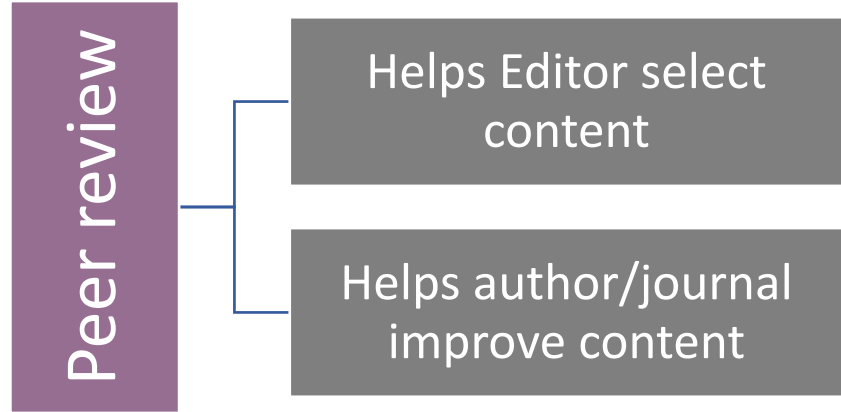 Peer review
Helps Editor select
content
Helps author/journal
improve content